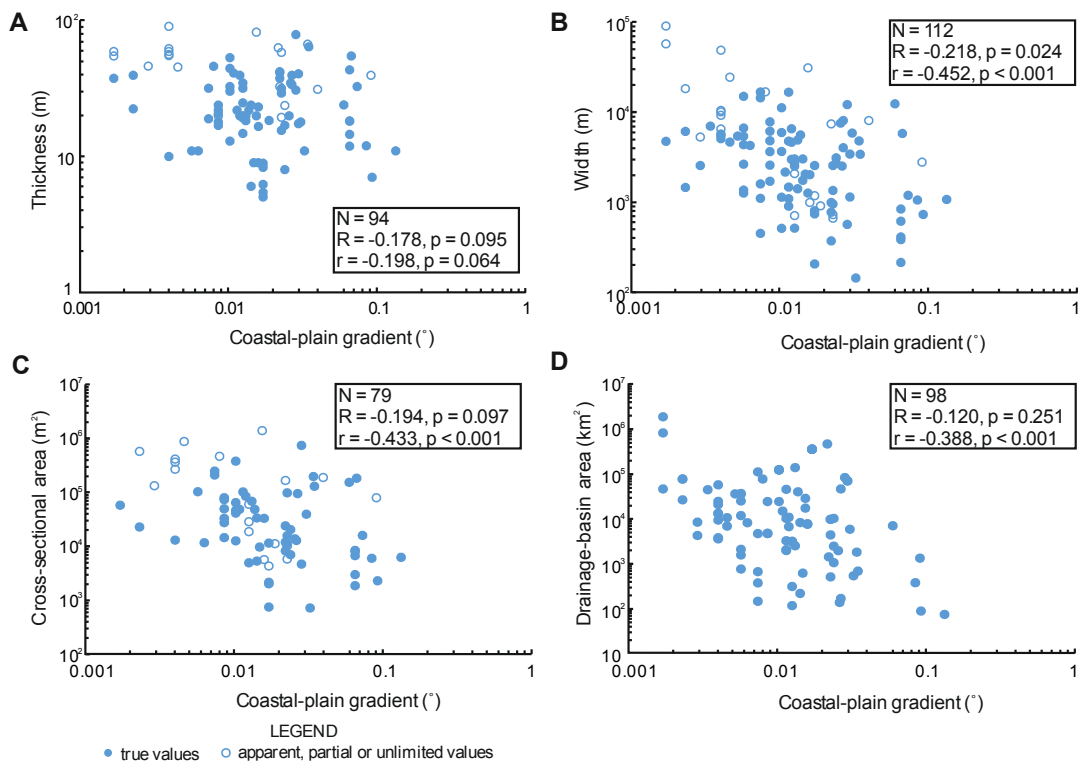 A
10²
10
1
Thickness (m)
N = 94
R = -0.178, p = 0.095
r = -0.198, p = 0.064
0.001
0.01
0.1
1
Coastal-plain gradient (°)
B
10⁵
10⁴
10³
10²
Width (m)
N = 112
R = -0.218, p = 0.024
r = -0.452, p < 0.001
0.001
0.01
0.1
1
Coastal-plain gradient (°)
C
10⁷
10⁶
10⁵
10⁴
10³
10²
Cross-sectional area (m²)
N = 79
R = -0.194, p = 0.097
r = -0.433, p < 0.001
0.001
0.01
0.1
1
Coastal-plain gradient (°)
D
10⁷
10⁶
10⁵
10⁴
10³
10²
10
Drainage-basin area (km²)
N = 98
R = -0.120, p = 0.251
r = -0.388, p < 0.001
0.001
0.01
0.1
1
Coastal-plain gradient (°)
LEGEND
true values
apparent, partial or unlimited values